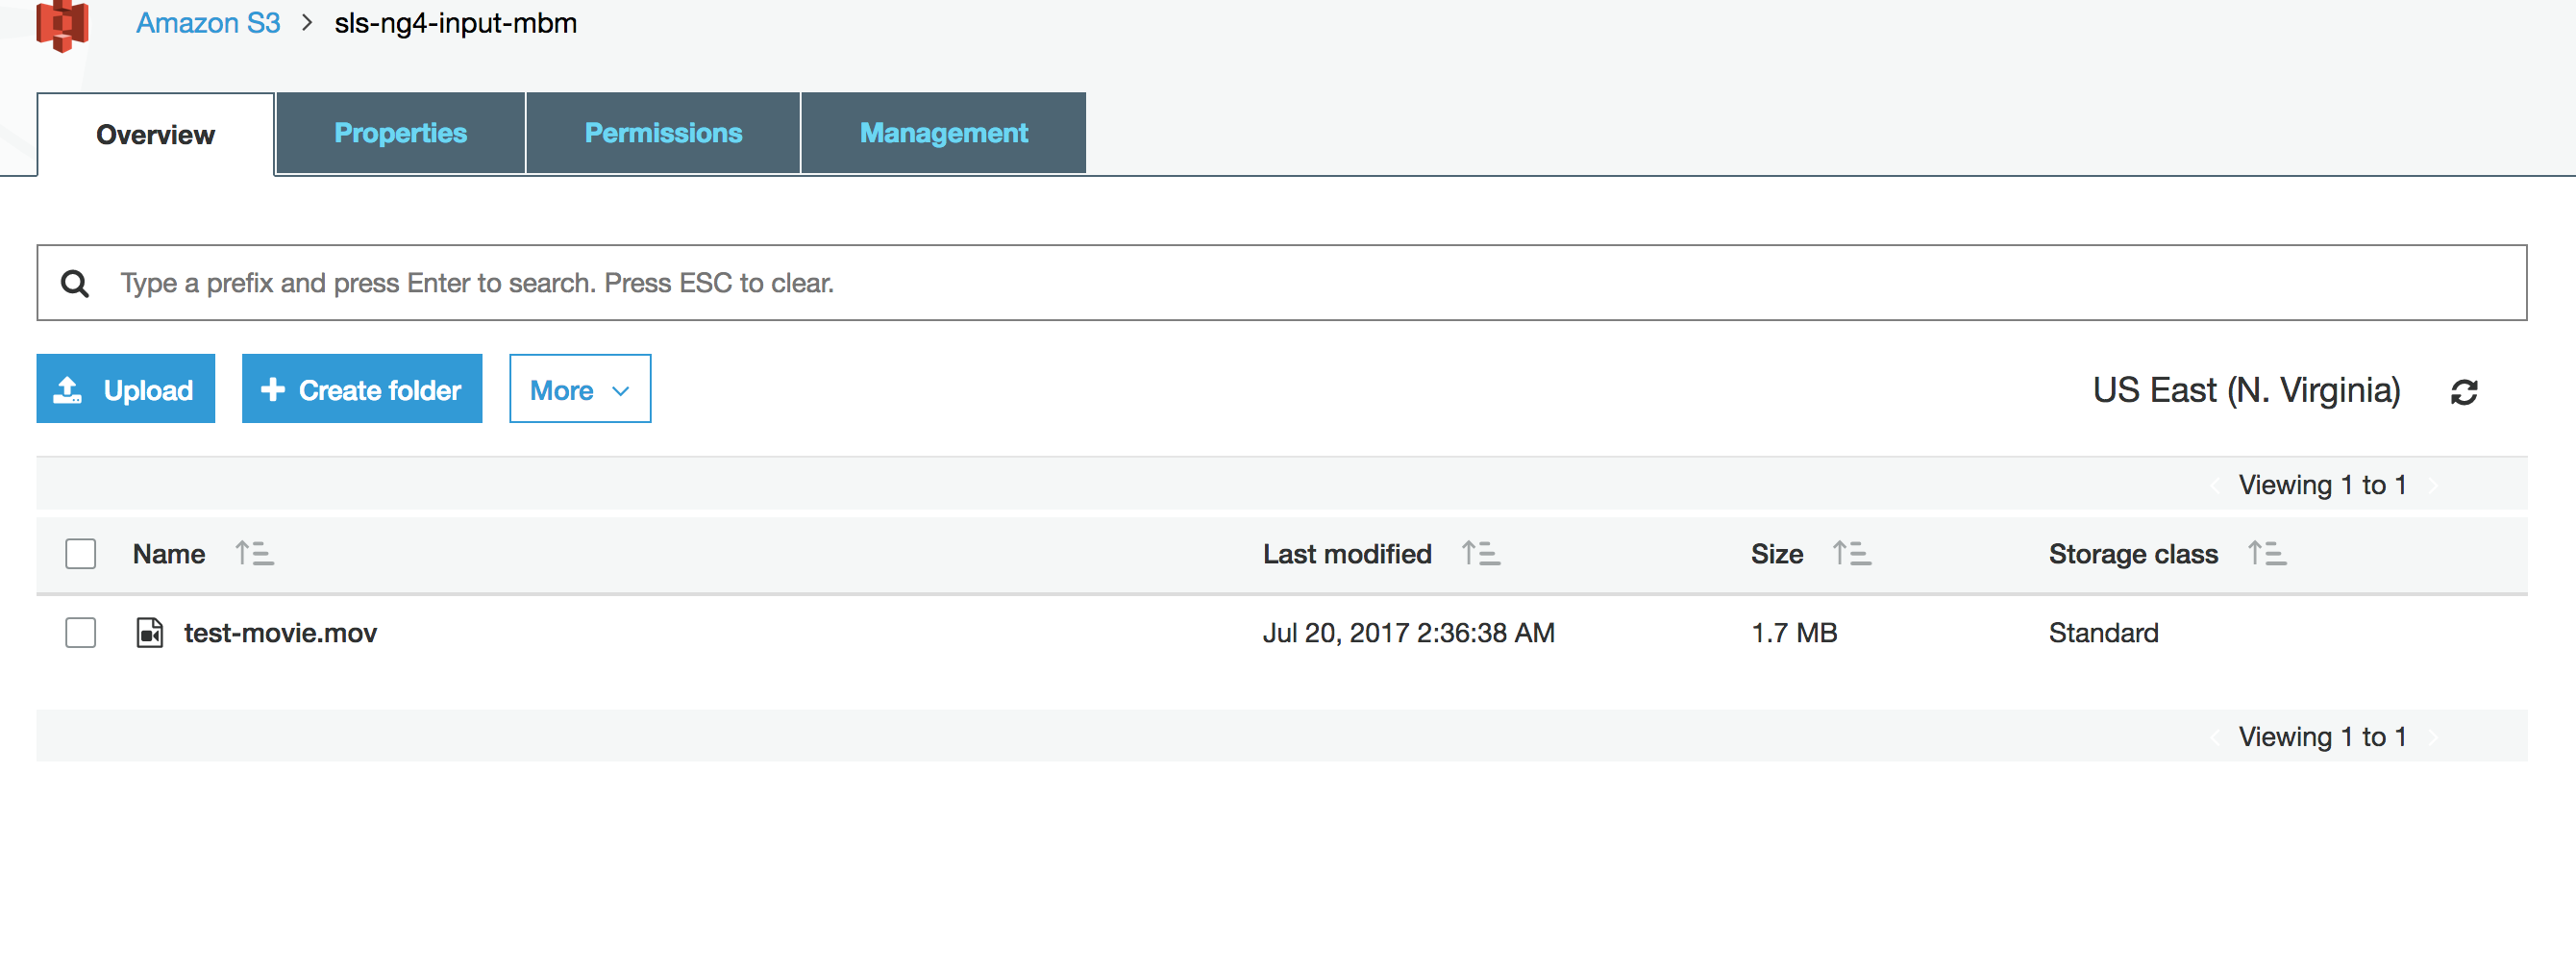 Amazon S3 > sls-ng4-input-mbm
Overview Properties Permissions Management
Type a prefix and press Enter to search. Press ESC to clear.
Upload Create folder More US East (N. Virginia)
Viewing 1 to 1
Name Last modified Size Storage class
test-movie.mov Jul 20, 2017 2:36:38 AM 1.7 MB Standard
Viewing 1 to 1